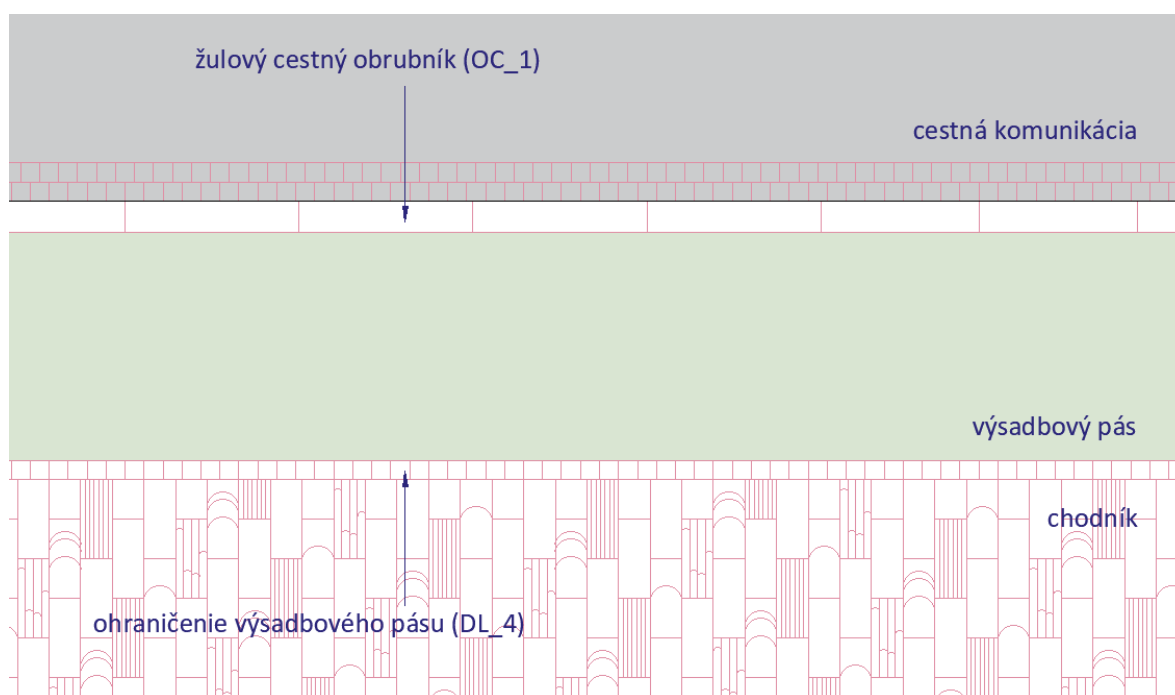 žulový cestný obrubník (OC_1)
cestná komunikácia
výsadbový pás
chodník
ohraničenie výsadbového pásu (DL_4)